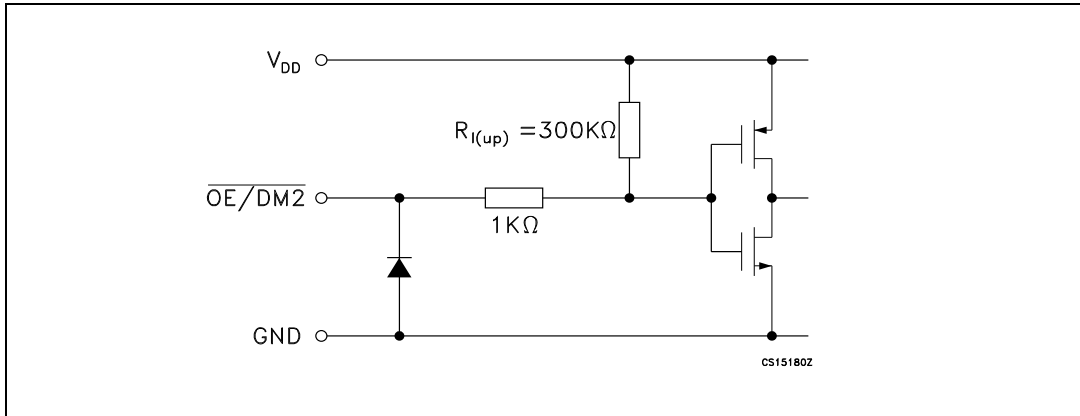 V_DD
R_I(up) =300KΩ
OE/DM2
1KΩ
GND
CS15180Z